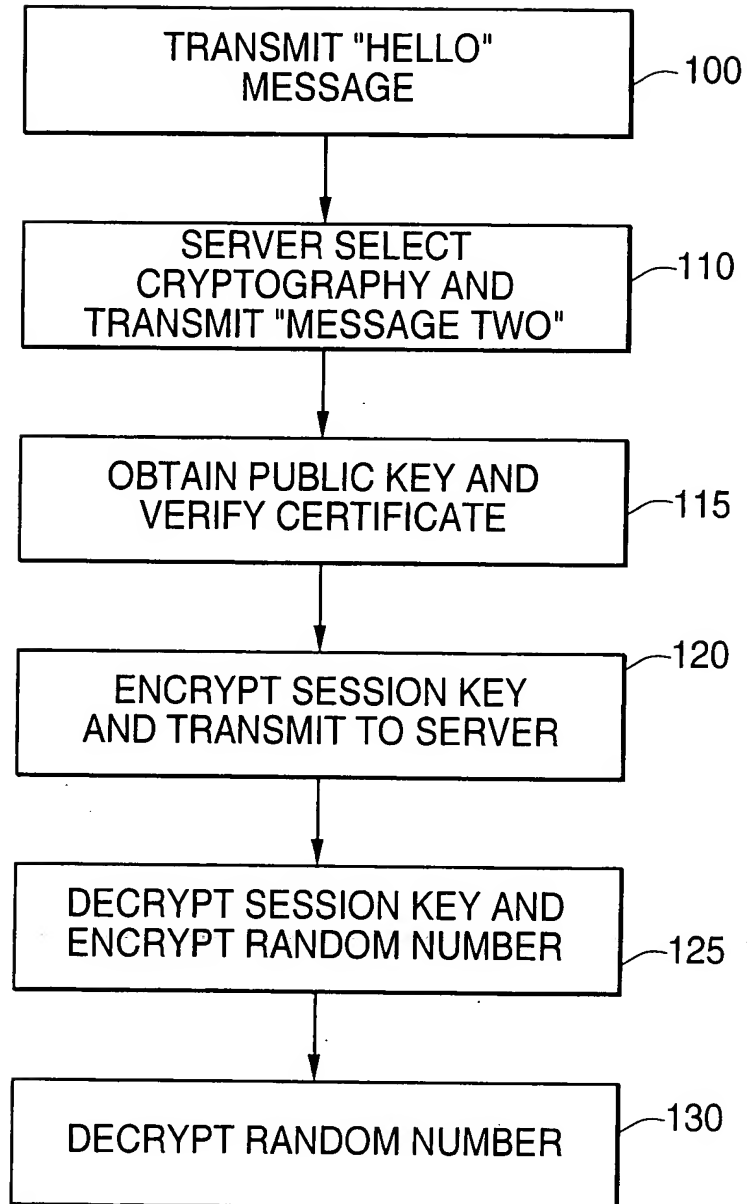 TRANSMIT "HELLO"
MESSAGE
100
SERVER SELECT
CRYPTOGRAPHY AND
TRANSMIT "MESSAGE TWO"
110
OBTAIN PUBLIC KEY AND
VERIFY CERTIFICATE
115
ENCRYPT SESSION KEY
AND TRANSMIT TO SERVER
120
DECRYPT SESSION KEY AND
ENCRYPT RANDOM NUMBER
125
DECRYPT RANDOM NUMBER
130